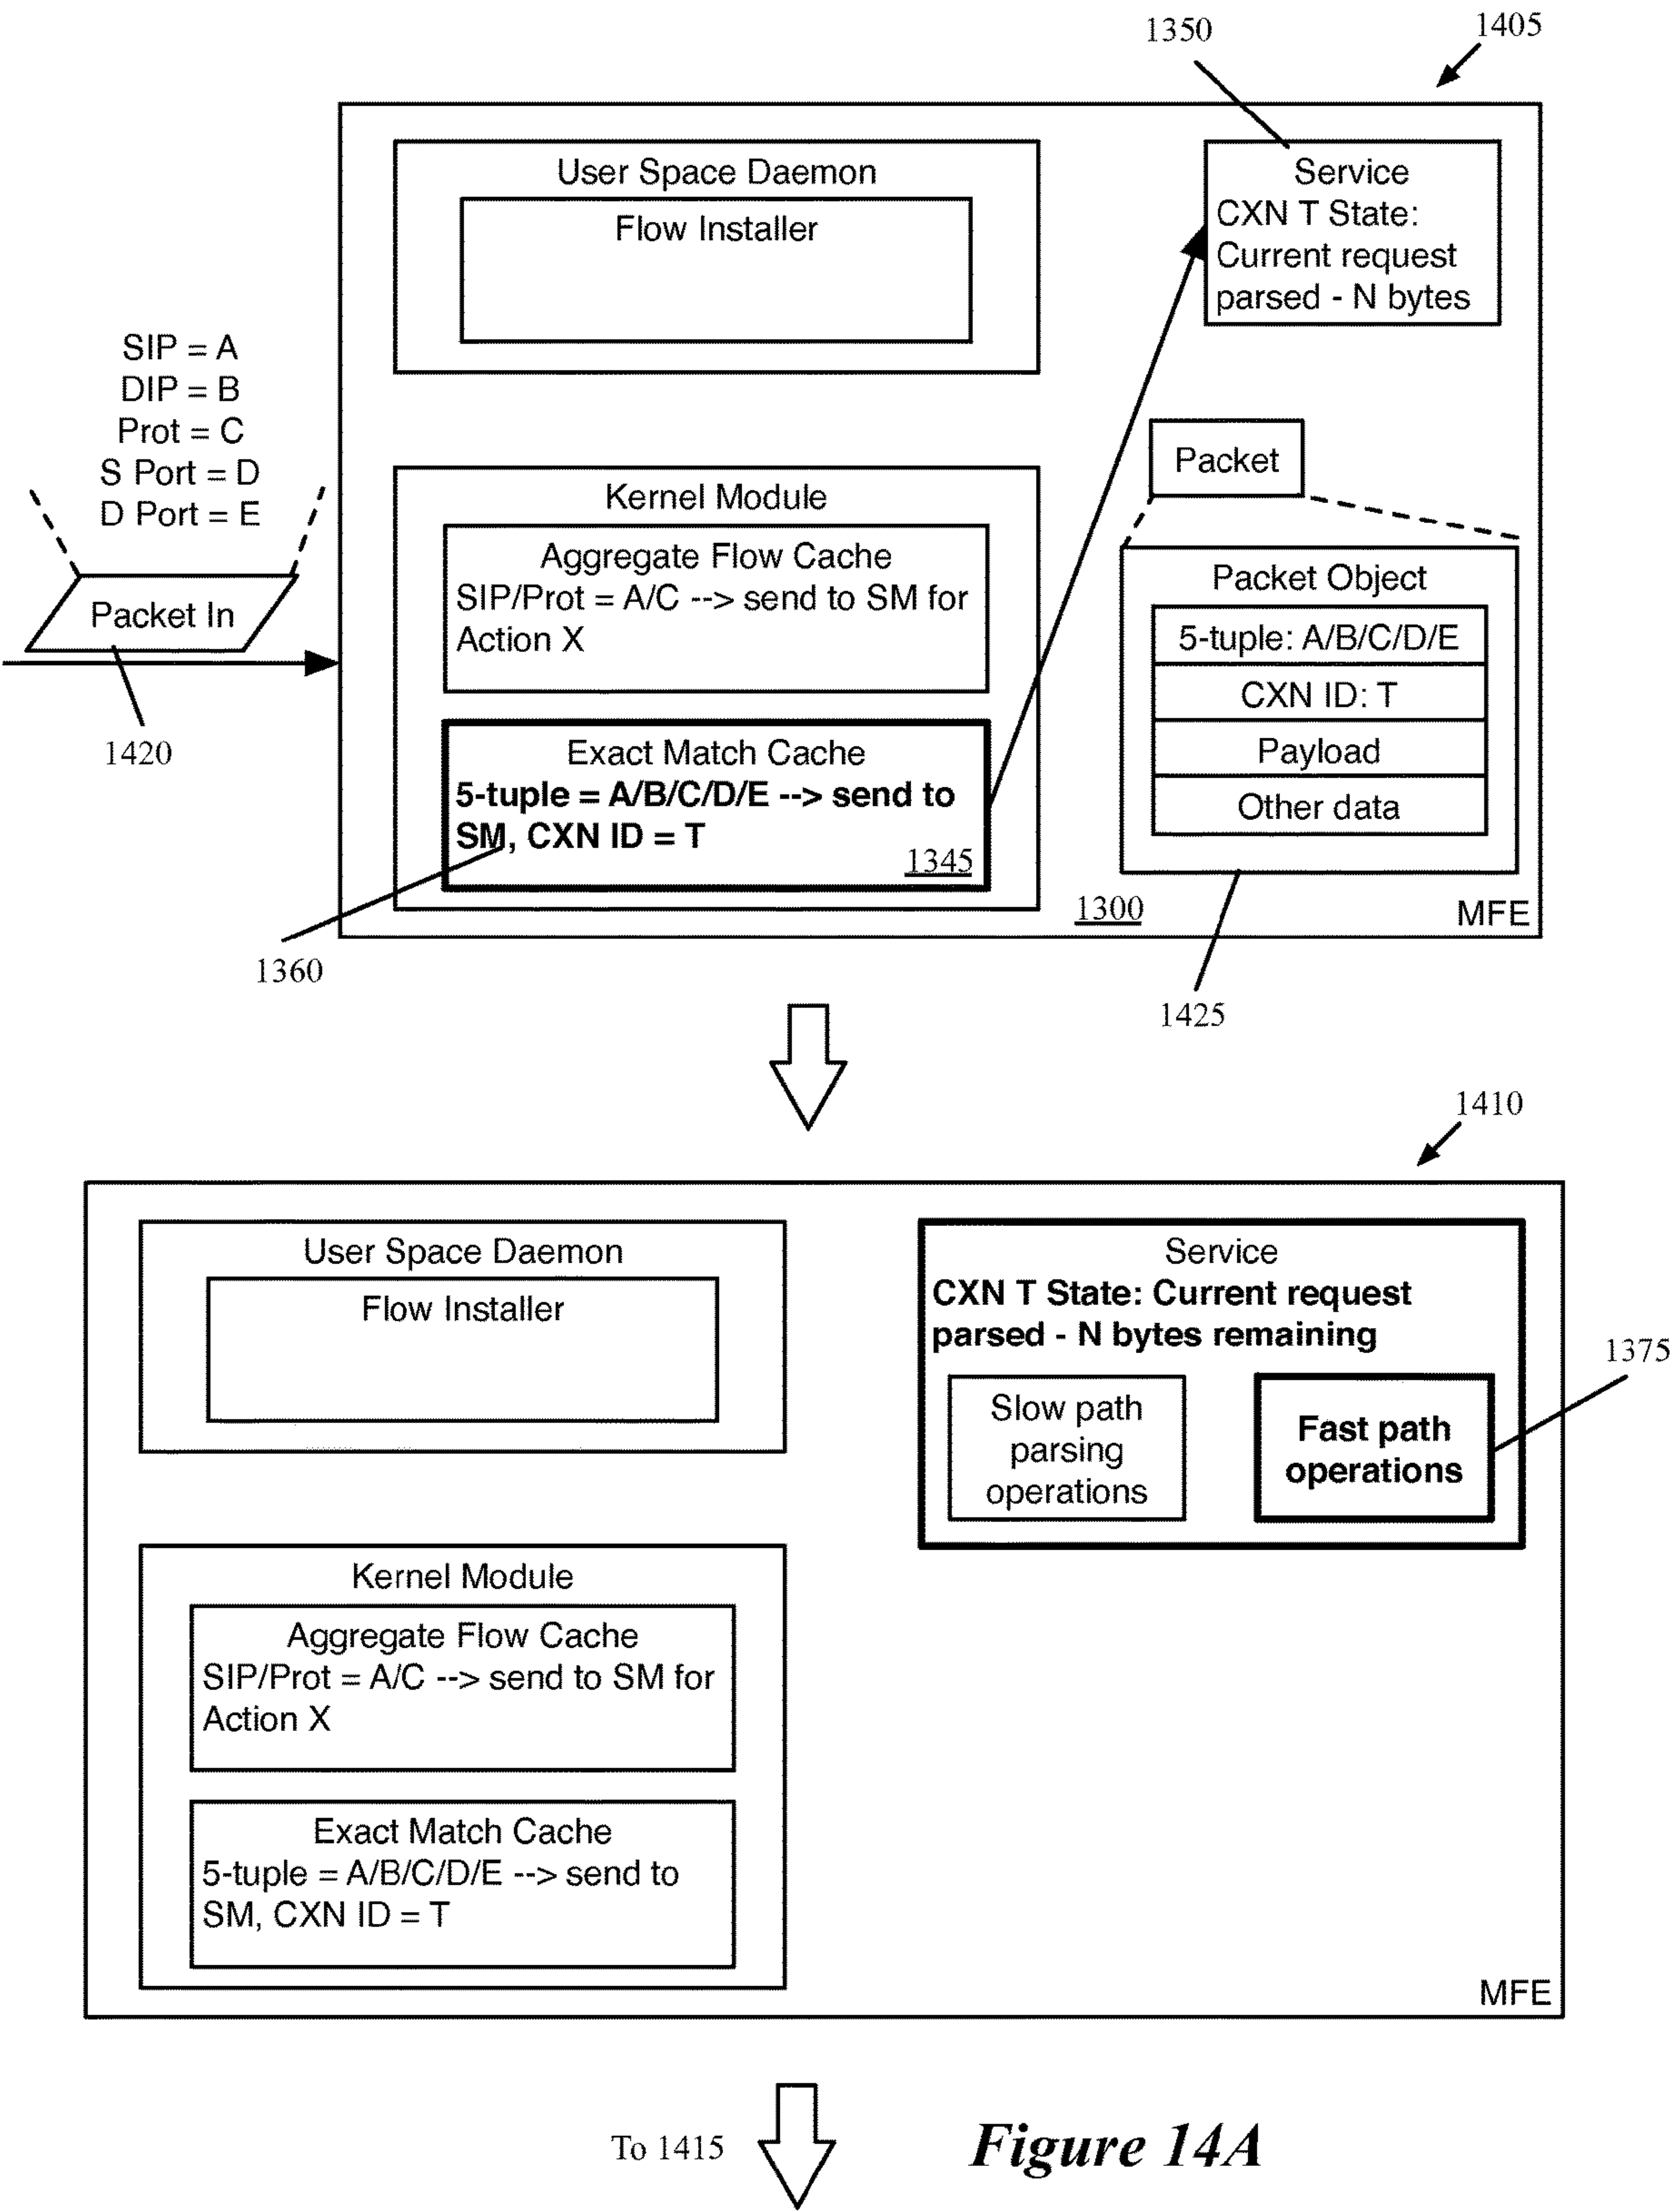 1350
1405
User Space Daemon
Flow Installer
Service
CXN T State:
Current request
parsed - N bytes
SIP = A
DIP = B
Prot = C
S Port = D
D Port = E
Packet In
1420
Packet
Kernel Module
Aggregate Flow Cache
SIP/Prot = A/C --> send to SM for
Action X
Exact Match Cache
5-tuple = A/B/C/D/E --> send to
SM, CXN ID = T
1345
Packet Object
5-tuple: A/B/C/D/E
CXN ID: T
Payload
Other data
1300
MFE
1360
1425
1410
User Space Daemon
Flow Installer
Service
CXN T State: Current request
parsed - N bytes remaining
1375
Slow path
parsing
operations
Fast path
operations
Kernel Module
Aggregate Flow Cache
SIP/Prot = A/C --> send to SM for
Action X
Exact Match Cache
5-tuple = A/B/C/D/E --> send to
SM, CXN ID = T
MFE
To 1415
Figure 14A